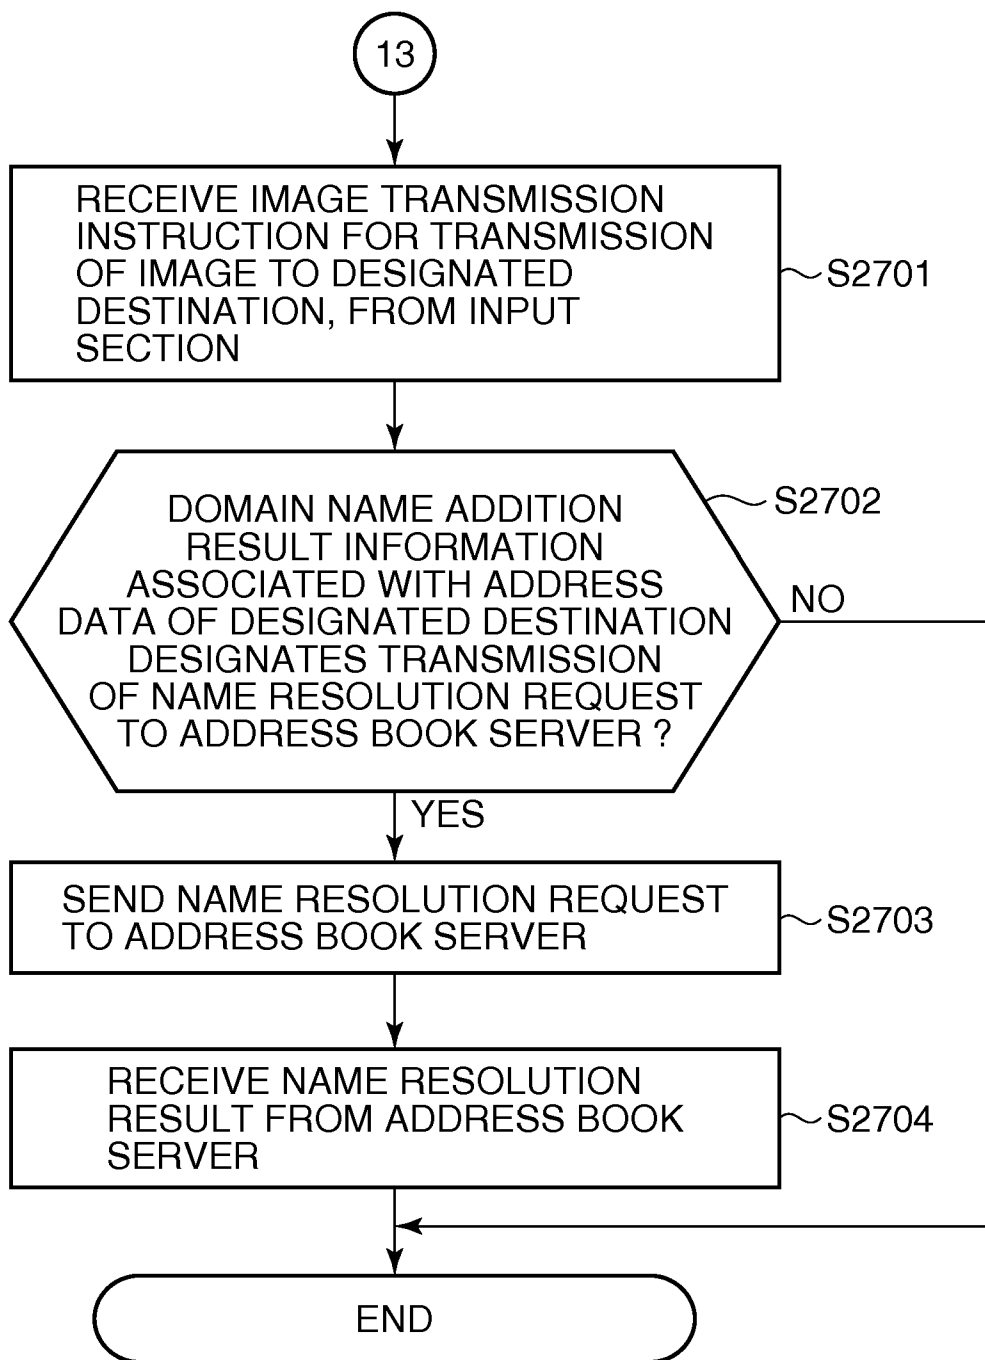 13
RECEIVE IMAGE TRANSMISSION
INSTRUCTION FOR TRANSMISSION
OF IMAGE TO DESIGNATED
DESTINATION, FROM INPUT
SECTION
S2701
DOMAIN NAME ADDITION
RESULT INFORMATION
ASSOCIATED WITH ADDRESS
DATA OF DESIGNATED DESTINATION
DESIGNATES TRANSMISSION
OF NAME RESOLUTION REQUEST
TO ADDRESS BOOK SERVER ?
S2702
NO
YES
SEND NAME RESOLUTION REQUEST
TO ADDRESS BOOK SERVER
S2703
RECEIVE NAME RESOLUTION
RESULT FROM ADDRESS BOOK
SERVER
S2704
END